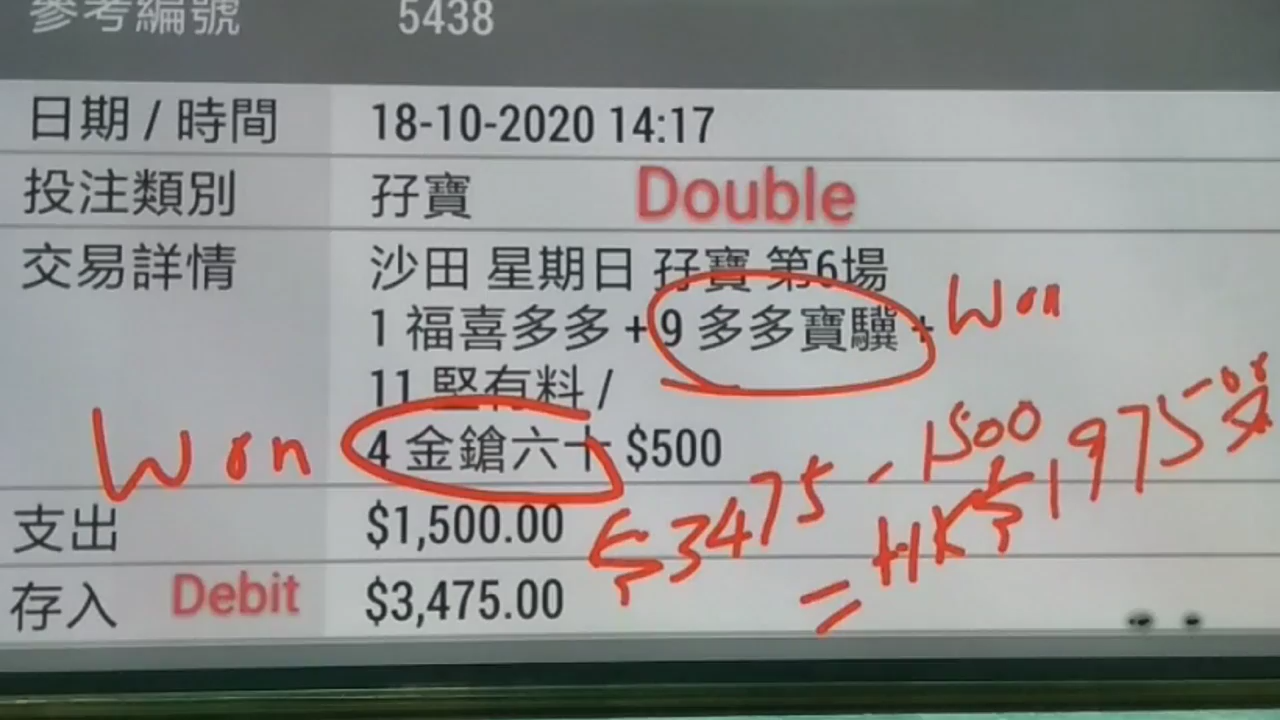 參考編號 5438
日期 / 時間 18-10-2020 14:17
投注類別 孖寶 Double
交易詳情 沙田 星期日 孖寶 第6場
1 福喜多多 + 9 多多寶驥 + Won
11 堅有料 /
Won 4 金鎗六十 $500
支出 $1,500.00
$3475 - 1500
= HK$1975.00
存入 Debit $3,475.00